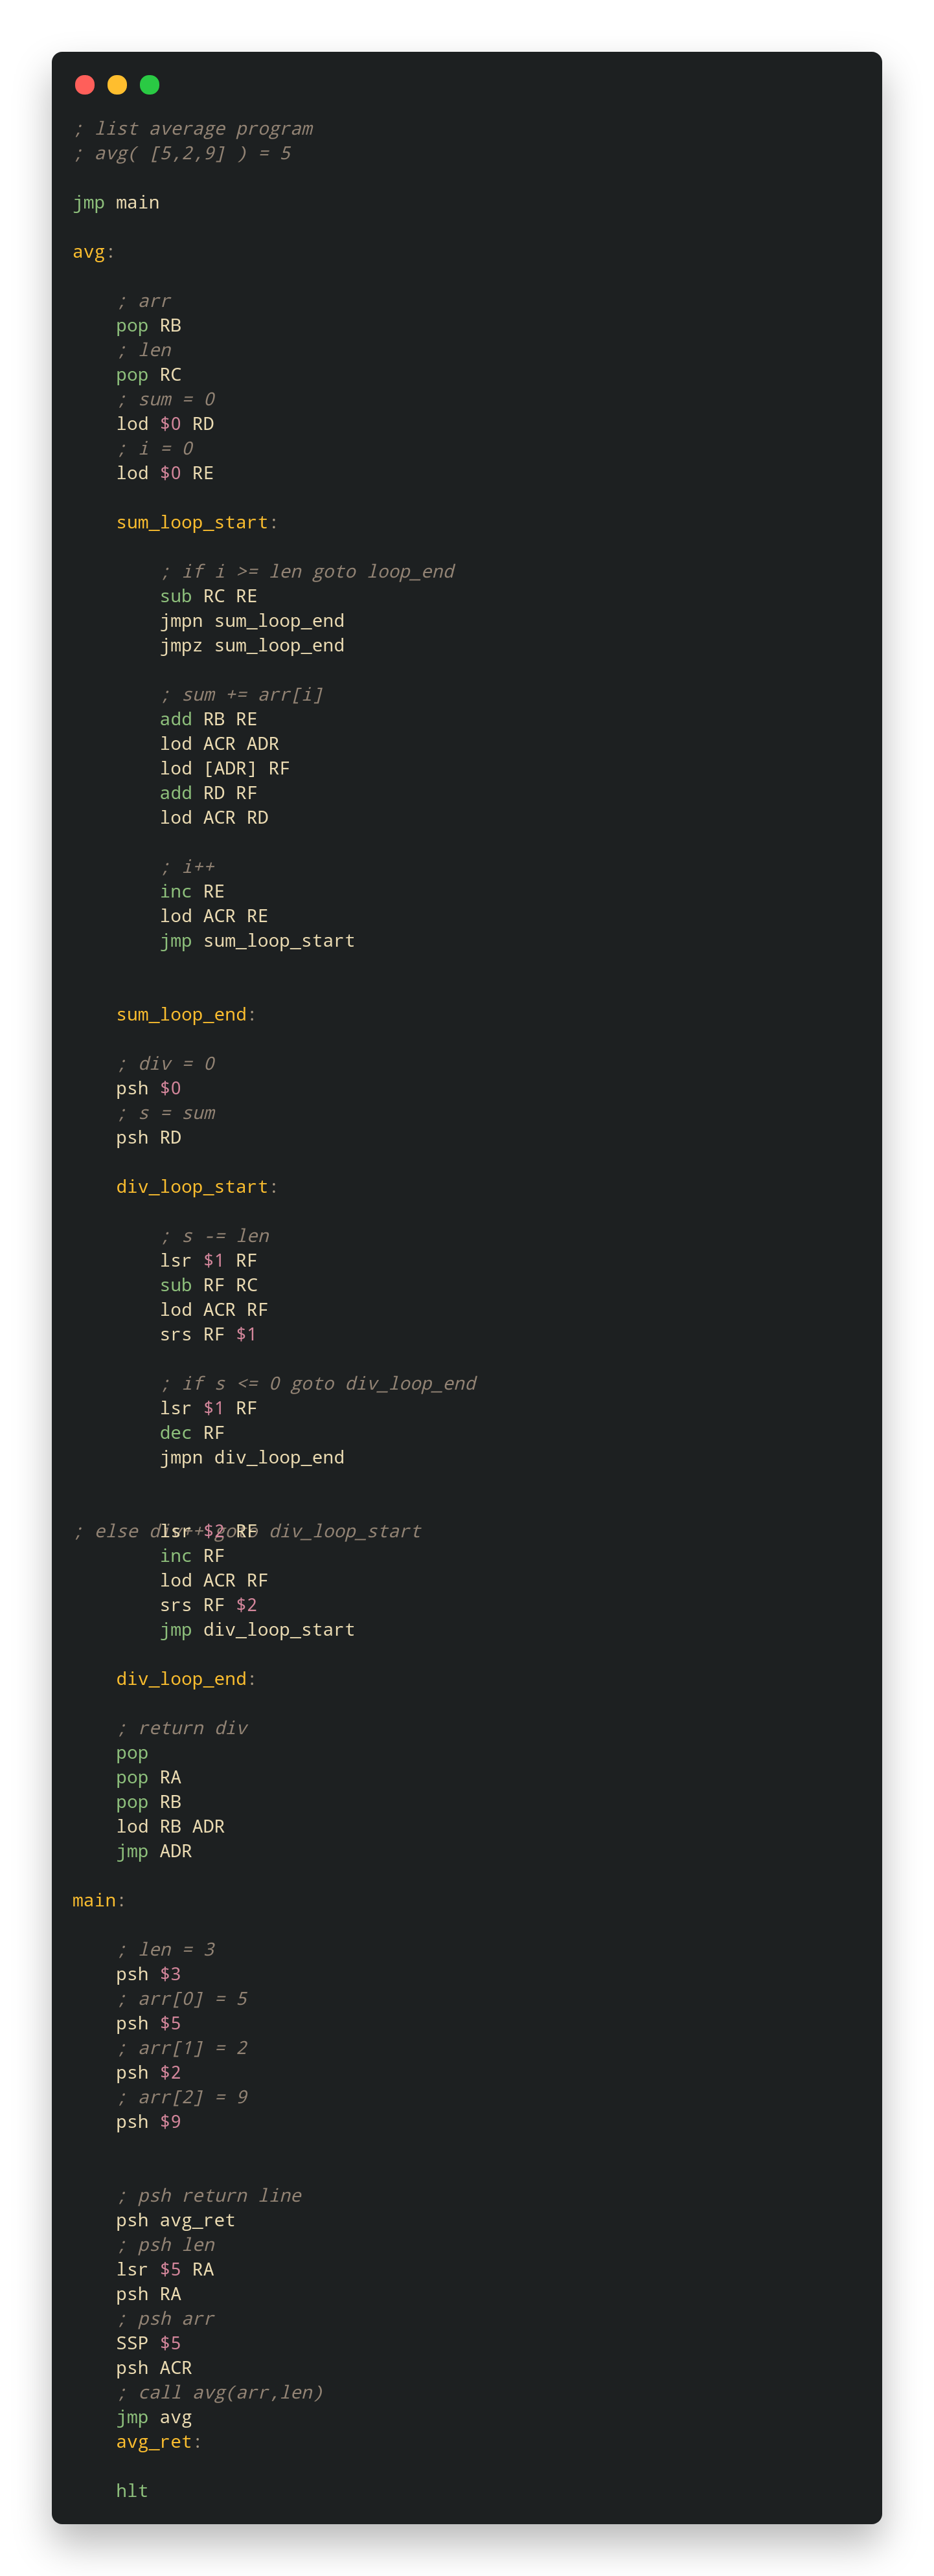 ; list average program
; avg( [5,2,9] ) = 5
jmp main
avg:
; arr
pop RB
; len
pop RC
; sum = 0
lod $0 RD
; i = 0
lod $0 RE
sum_loop_start:
; if i >= len goto loop_end
sub RC RE
jmpn sum_loop_end
jmpz sum_loop_end
; sum += arr[i]
add RB RE
lod ACR ADR
lod [ADR] RF
add RD RF
lod ACR RD
; i++
inc RE
lod ACR RE
jmp sum_loop_start
sum_loop_end:
; div = 0
psh $0
; s = sum
psh RD
div_loop_start:
; s -= len
lsr $1 RF
sub RF RC
lod ACR RF
srs RF $1
; if s <= 0 goto div_loop_end
lsr $1 RF
dec RF
jmpn div_loop_end
; else div++ goto div_loop_start
lsr $2 RF
inc RF
lod ACR RF
srs RF $2
jmp div_loop_start
div_loop_end:
; return div
pop
pop RA
pop RB
lod RB ADR
jmp ADR
main:
; len = 3
psh $3
; arr[0] = 5
psh $5
; arr[1] = 2
psh $2
; arr[2] = 9
psh $9
; psh return line
psh avg_ret
; psh len
lsr $5 RA
psh RA
; psh arr
SSP $5
psh ACR
; call avg(arr,len)
jmp avg
avg_ret:
hlt